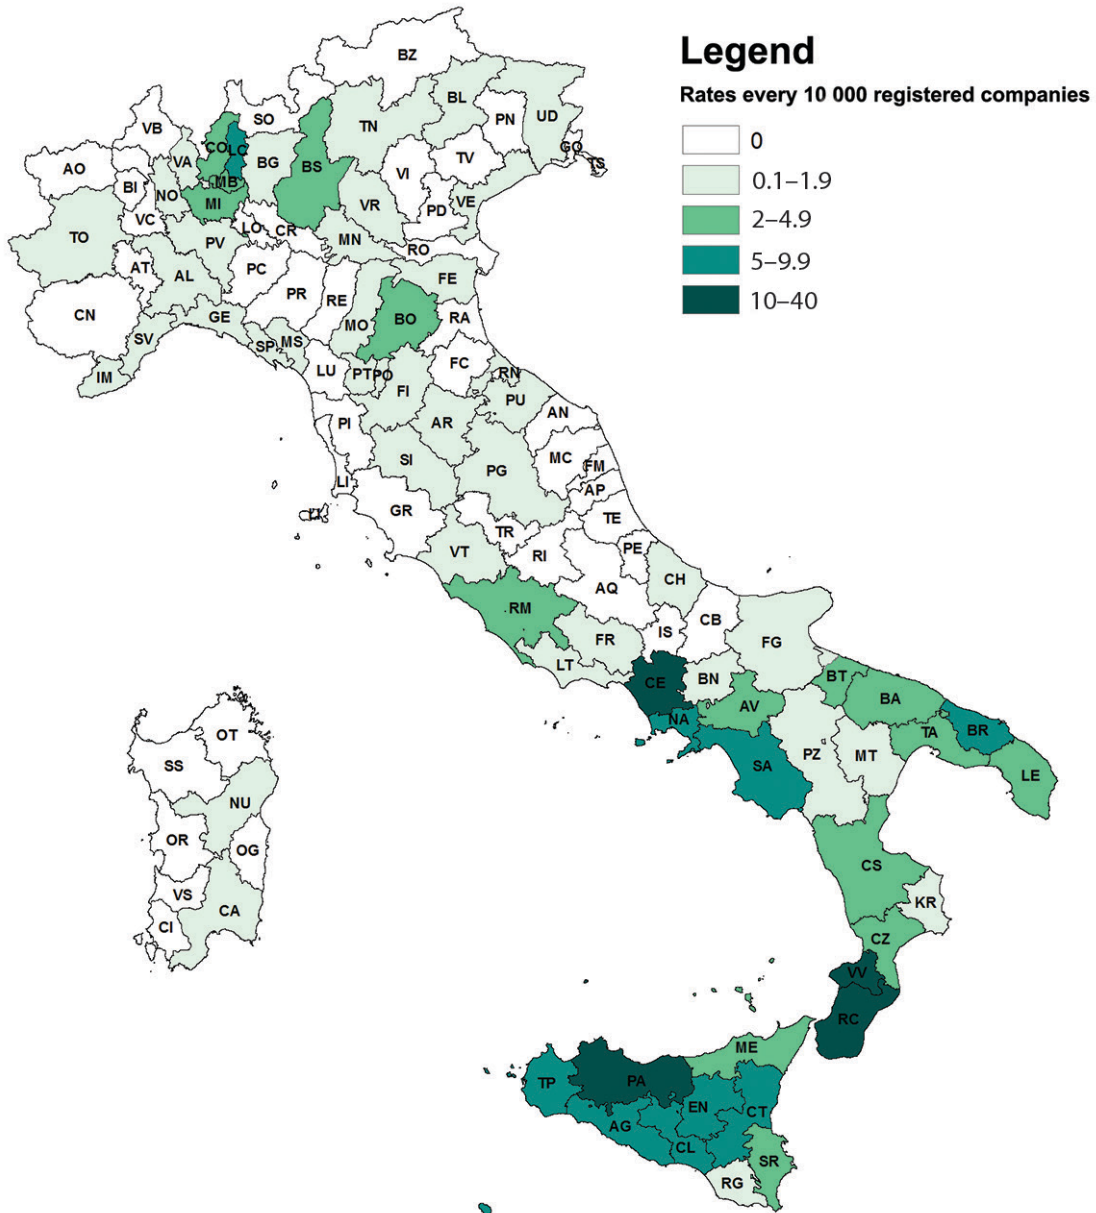 Legend
Rates every 10 000 registered companies
0
0.1–1.9
2–4.9
5–9.9
10–40
BZ
BL
SO
TN
PN
UD
VB
CO
LC
GO
TS
AO
VA
BG
BS
VI
TV
BI
NO
MB
MI
VR
PD
VE
VC
LO
CR
TO
PV
MN
RO
AT
AL
PC
FE
CN
PR
RE
MO
BO
RA
GE
SV
SP
MS
IM
LU
PT
PO
FC
RN
FI
PU
PI
AR
AN
SI
PG
MC
FM
LI
AP
GR
LI
TE
TR
VT
RI
PE
CH
AQ
RM
CB
IS
FR
FG
LT
CE
BN
BT
NA
AV
BA
TA
BR
SA
PZ
MT
LE
OT
SS
NU
OR
OG
VS
CA
CI
CS
KR
CZ
VV
RC
ME
TP
PA
EN
CT
AG
CL
SR
RG